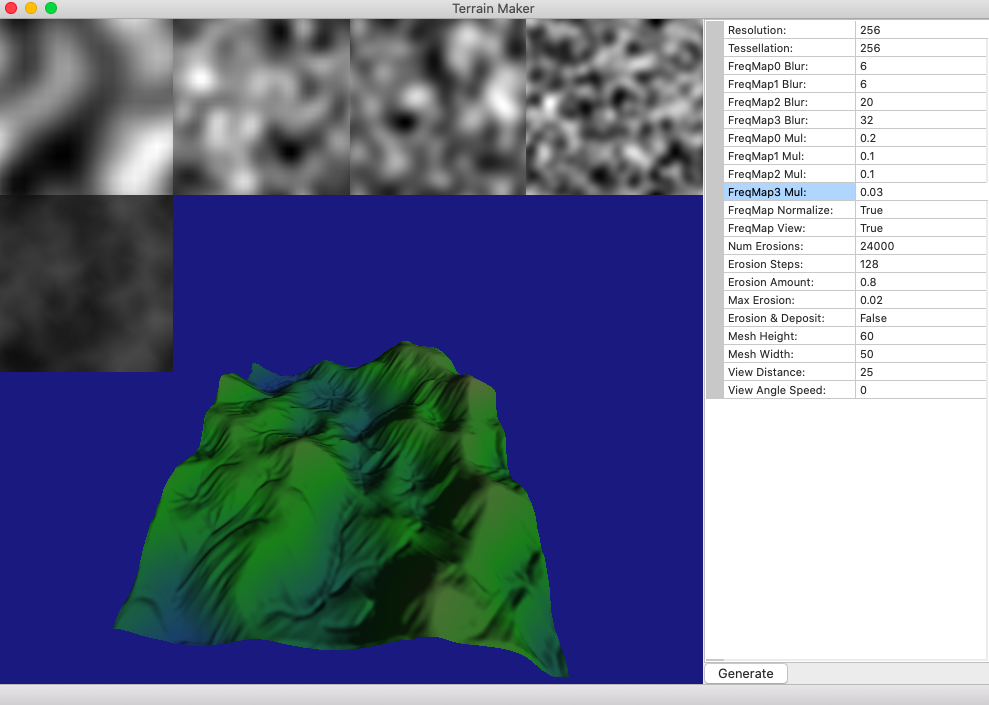 Terrain Maker
Resolution: 256
Tessellation: 256
FreqMap0 Blur: 6
FreqMap1 Blur: 6
FreqMap2 Blur: 20
FreqMap3 Blur: 32
FreqMap0 Mul: 0.2
FreqMap1 Mul: 0.1
FreqMap2 Mul: 0.1
FreqMap3 Mul: 0.03
FreqMap Normalize: True
FreqMap View: True
Num Erosions: 24000
Erosion Steps: 128
Erosion Amount: 0.8
Max Erosion: 0.02
Erosion & Deposit: False
Mesh Height: 60
Mesh Width: 50
View Distance: 25
View Angle Speed: 0
Generate